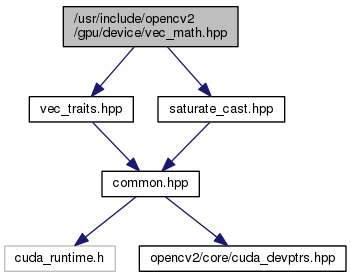 /usr/include/opencv2
/gpu/device/vec_math.hpp
vec_traits.hpp
saturate_cast.hpp
common.hpp
cuda_runtime.h
opencv2/core/cuda_devptrs.hpp